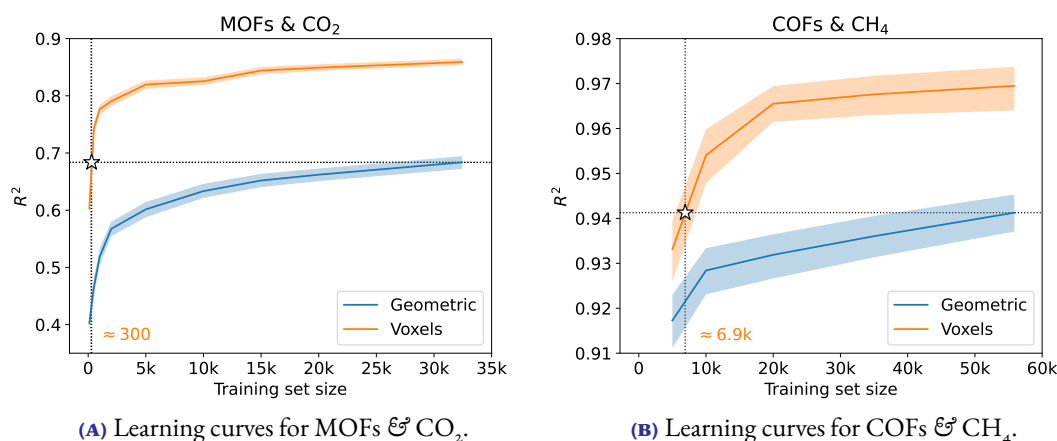 MOFs & CO₂
R²
0.9
0.8
0.7
0.6
0.5
0.4
≈ 300
Geometric
Voxels
0 5k 10k 15k 20k 25k 30k 35k
Training set size
(A) Learning curves for MOFs & CO₂.
COFs & CH₄
R²
0.98
0.97
0.96
0.95
0.94
0.93
0.92
0.91
≈ 6.9k
Geometric
Voxels
0 10k 20k 30k 40k 50k 60k
Training set size
(B) Learning curves for COFs & CH₄.